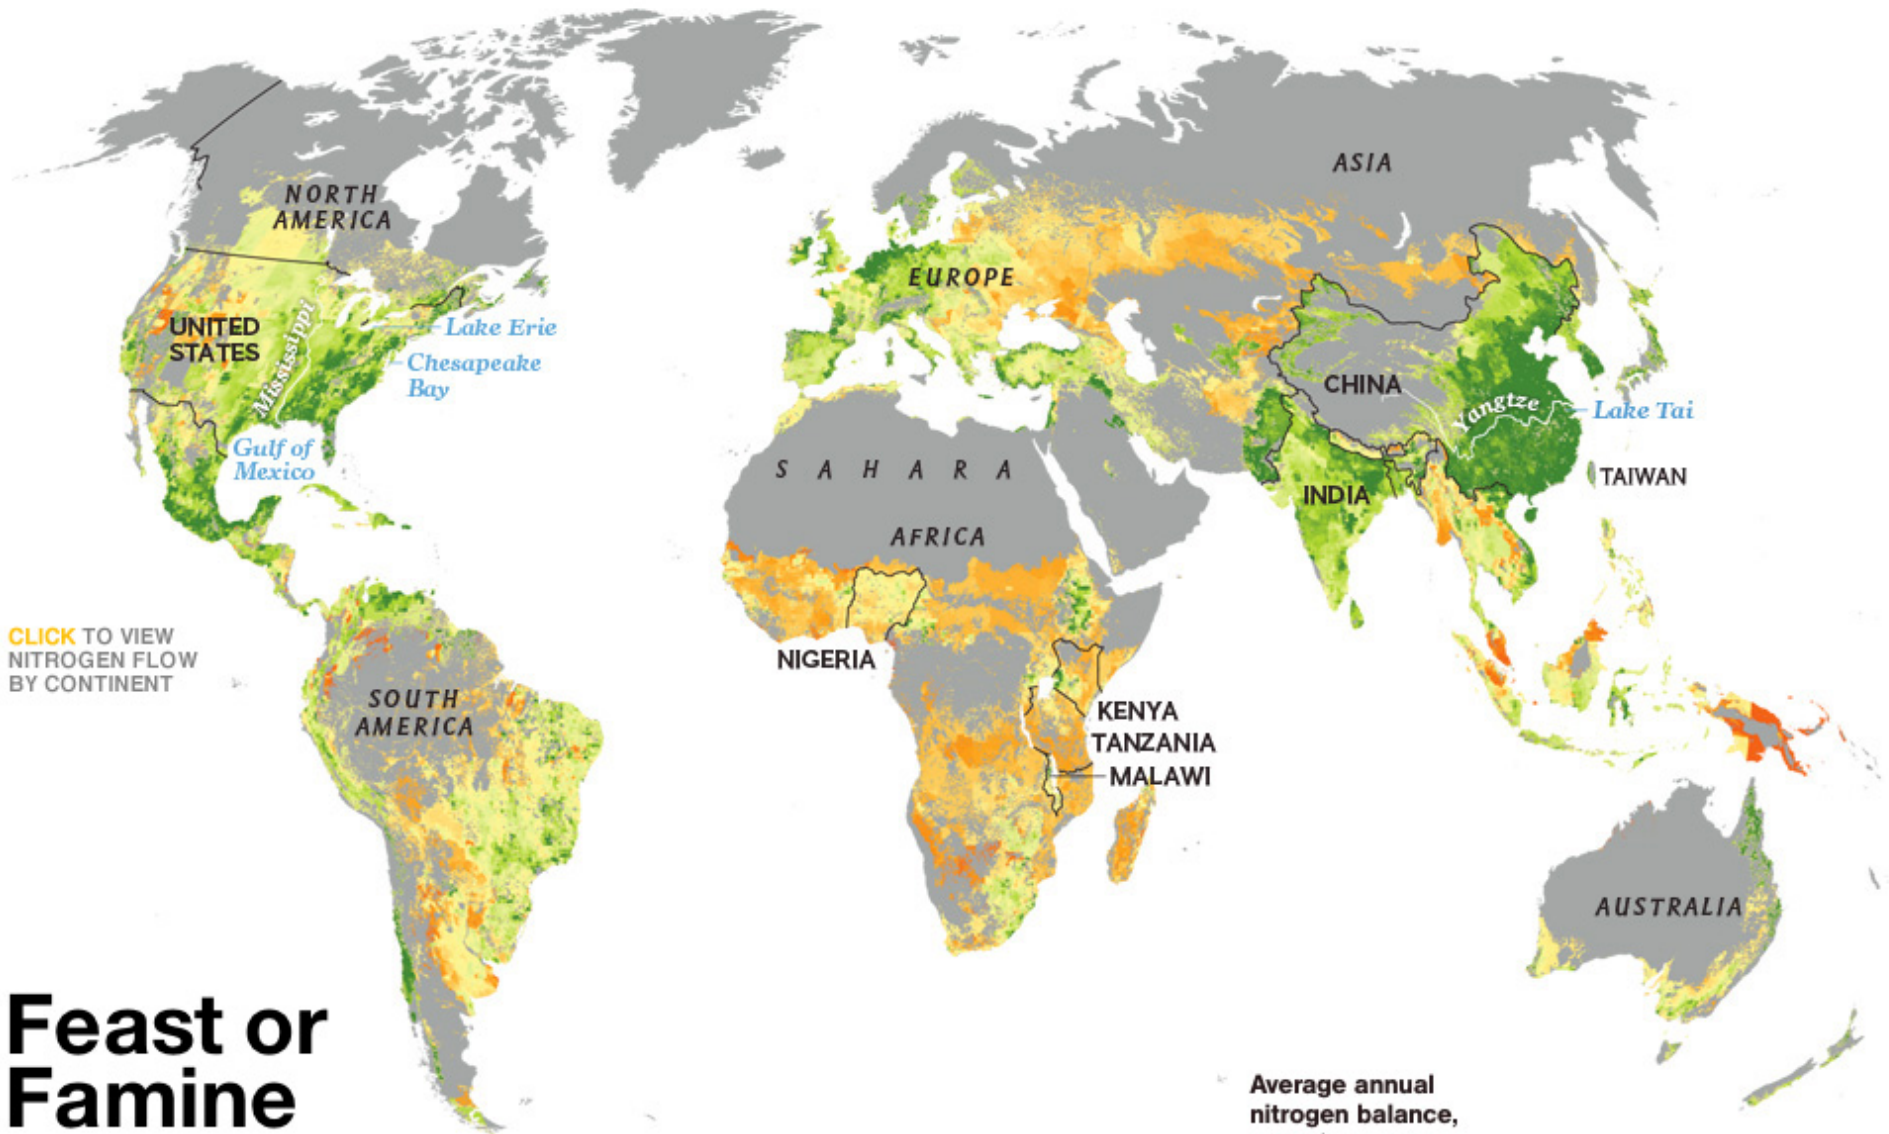 NORTH
AMERICA
ASIA
EUROPE
UNITED
STATES
Mississippi
Lake Erie
Chesapeake
Bay
Gulf of
Mexico
CHINA
Yangtze
Lake Tai
TAIWAN
INDIA
SAHARA
AFRICA
NIGERIA
KENYA
TANZANIA
MALAWI
CLICK TO VIEW
NITROGEN FLOW
BY CONTINENT
SOUTH
AMERICA
AUSTRALIA
Feast or
Famine
Average annual
nitrogen balance,